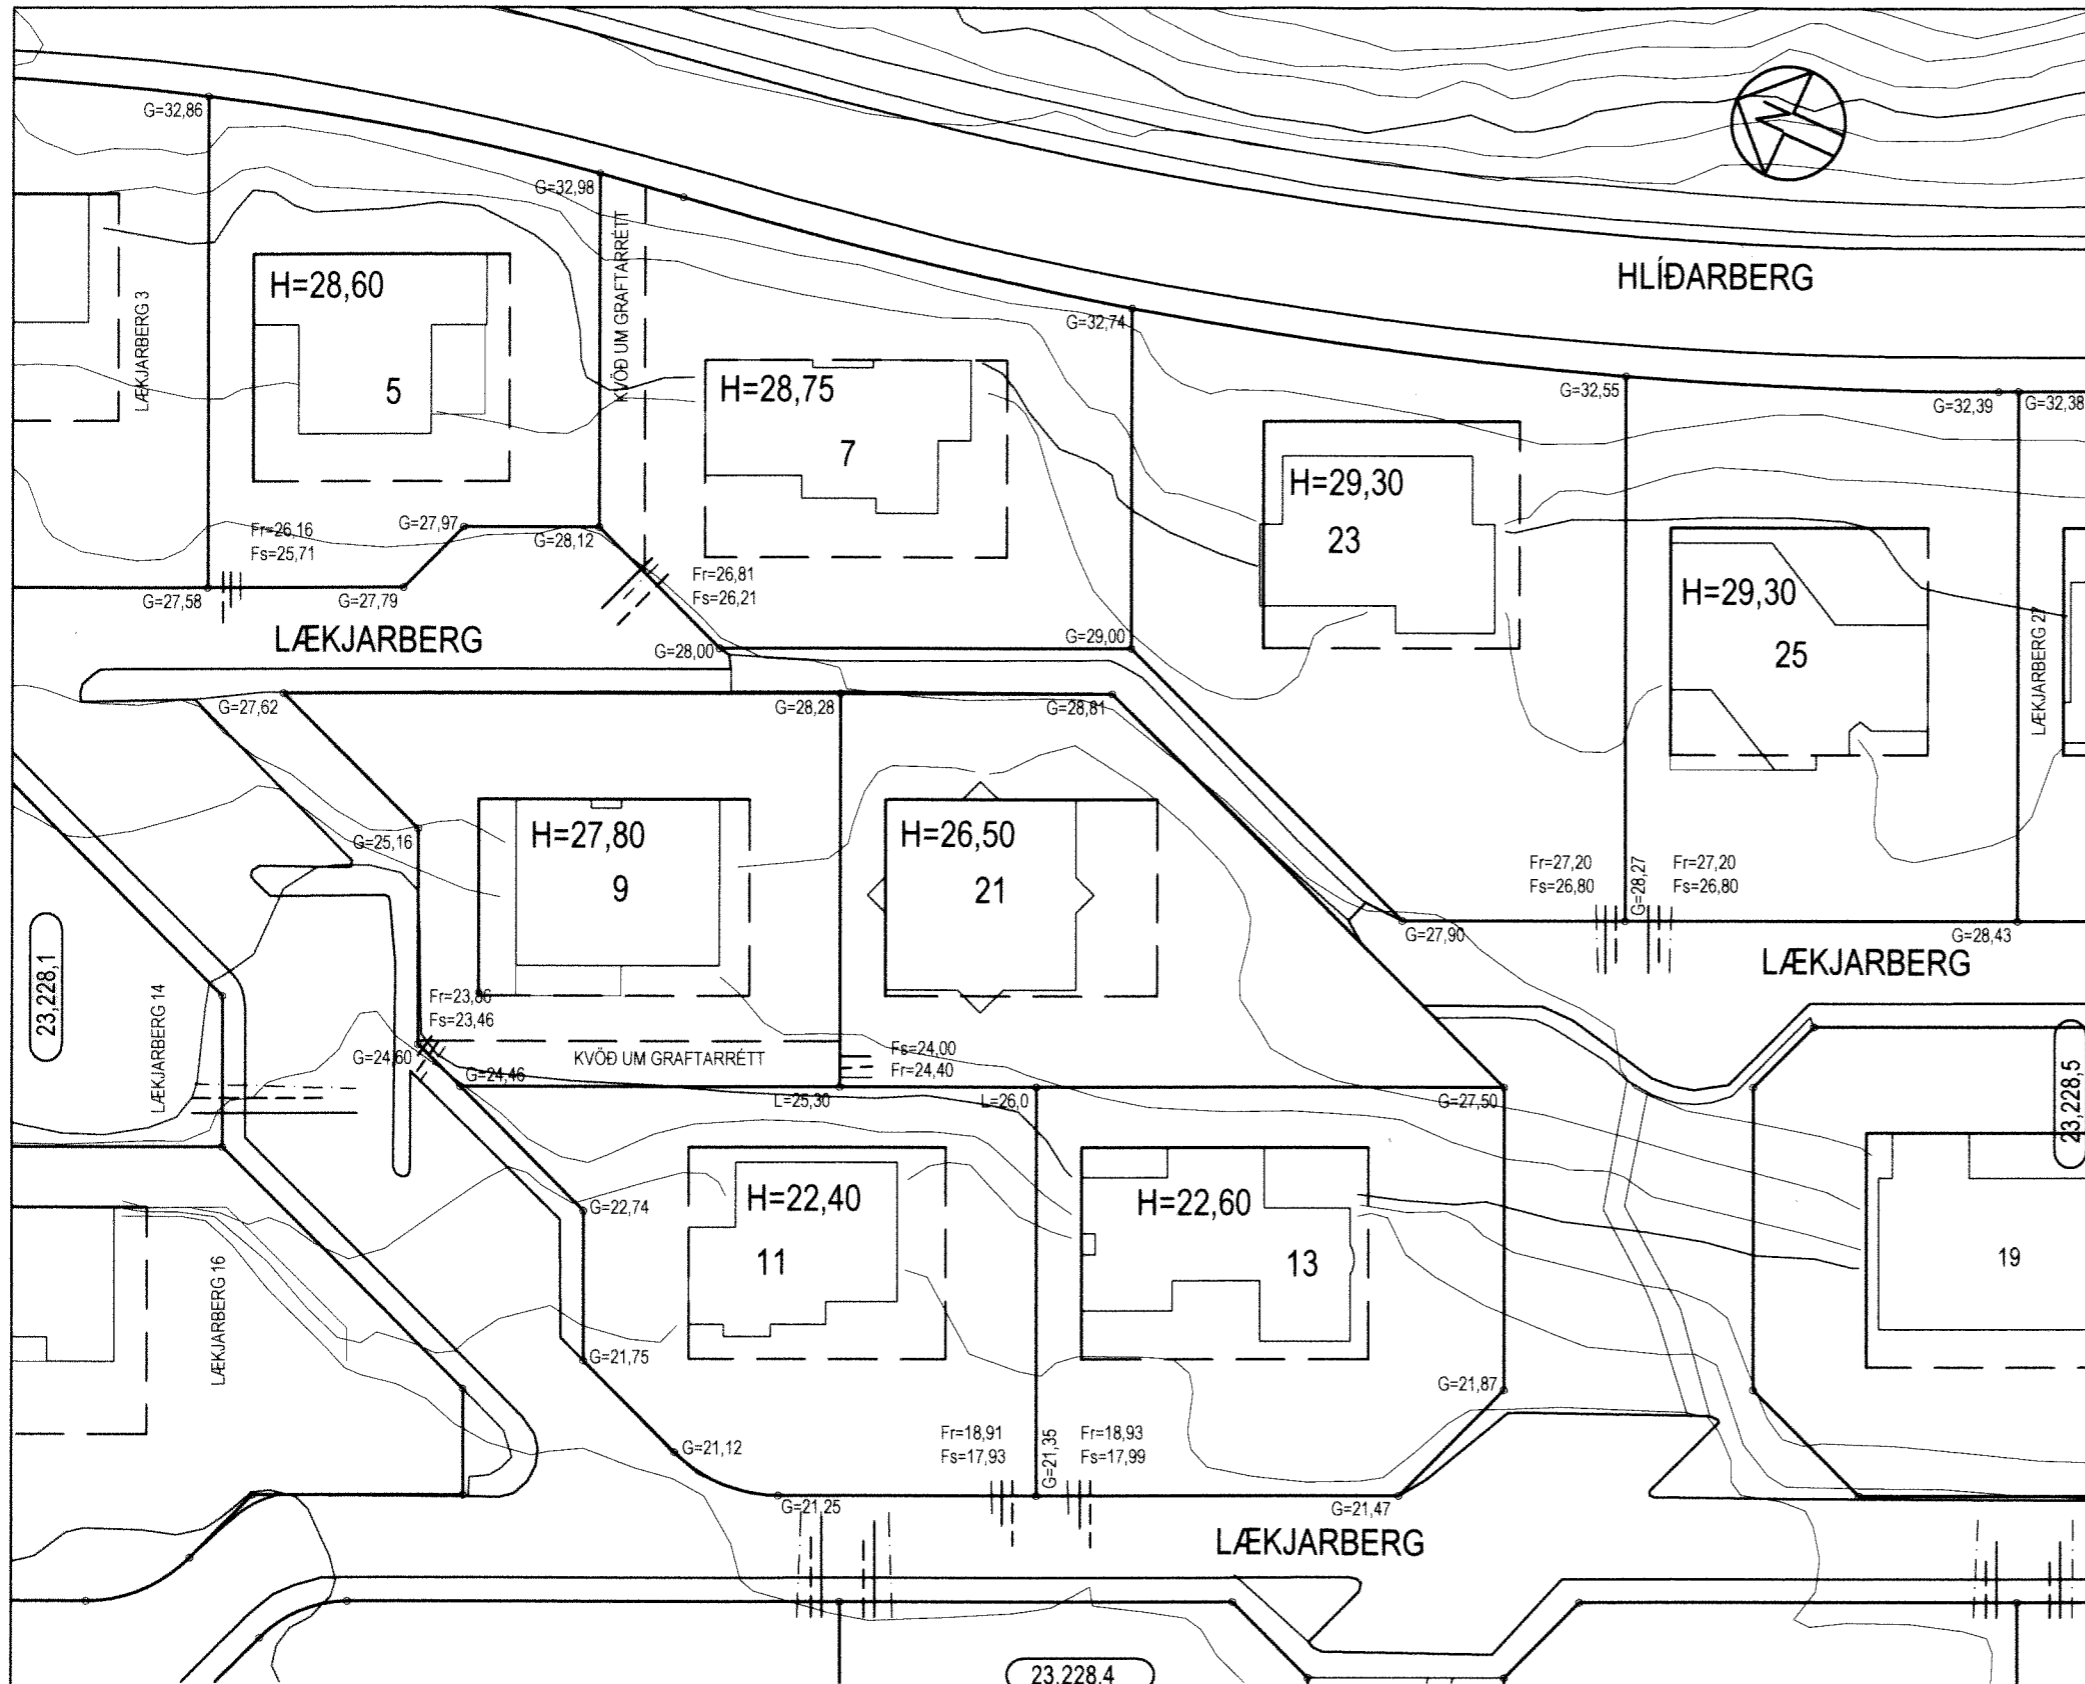 G=32,86
G=32,98
KVÖÐ UM GRAFTARRÉTT
HLÍÐARBERG
H=28,60
5
LÆKJARBERG 3
G=32,74
H=28,75
7
G=32,55
G=32,39
G=32,38
H=29,30
23
G=27,97
G=28,12
Fr=26,16
Fs=25,71
Fr=26,81
Fs=26,21
G=27,58
G=27,79
LÆKJARBERG
G=28,00
G=29,00
H=29,30
25
LÆKJARBERG 27
G=27,62
G=28,28
G=28,81
H=27,80
9
G=25,16
H=26,50
21
Fr=27,20
Fs=26,80
G=28,27
Fr=27,20
Fs=26,80
G=27,90
G=28,43
LÆKJARBERG
23,228,1
LÆKJARBERG 14
Fr=23,86
Fs=23,46
G=24,60
KVÖÐ UM GRAFTARRÉTT
G=24,46
Fs=24,00
Fr=24,40
L=25,30
L=26,0
G=27,50
23,228,5
G=22,74
H=22,40
11
H=22,60
13
19
LÆKJARBERG 16
G=21,75
G=21,87
G=21,12
Fr=18,91
Fs=17,93
G=21,35
Fr=18,93
Fs=17,99
G=21,25
G=21,47
LÆKJARBERG
23.228.4